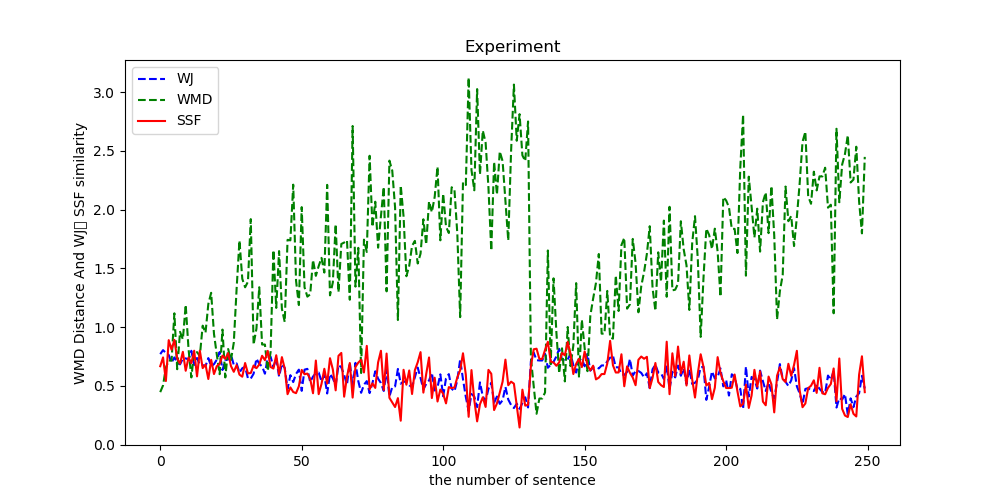 Experiment
WJ
WMD
SSF
WMD Distance And WJ▯ SSF similarity
3.0
2.5
2.0
1.5
1.0
0.5
0.0
0 50 100 150 200 250
the number of sentence